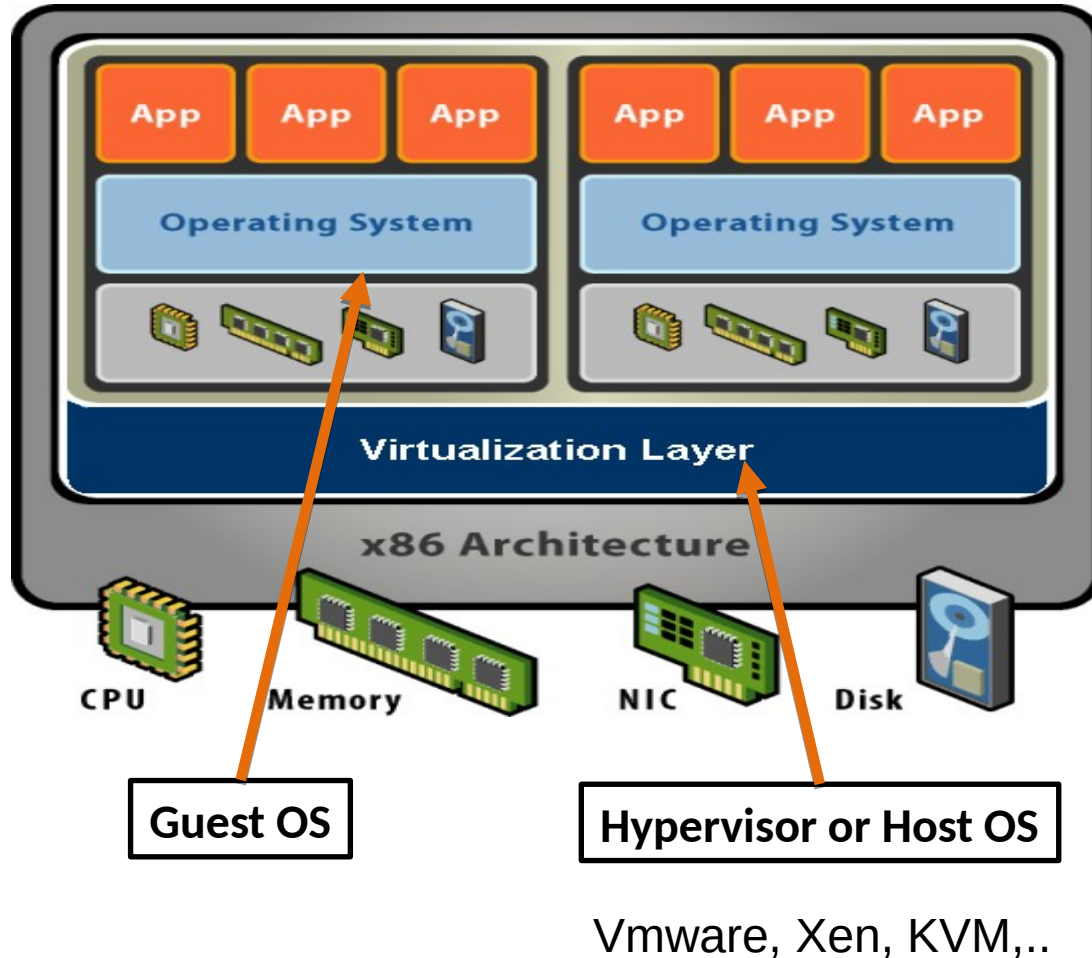 App App App App App App
Operating System Operating System
Virtualization Layer
x86 Architecture
CPU Memory NIC Disk
Guest OS Hypervisor or Host OS
Vmware, Xen, KVM,..